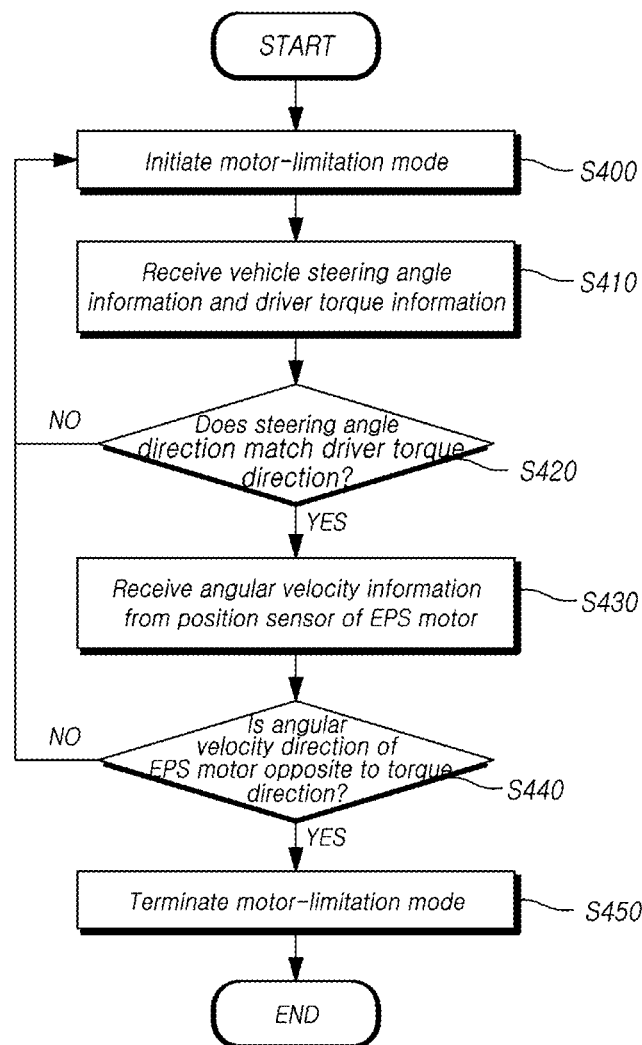 START
Initiate motor-limitation mode
S400
Receive vehicle steering angle
information and driver torque information
S410
NO
Does steering angle
direction match driver torque
direction?
S420
YES
Receive angular velocity information
from position sensor of EPS motor
S430
NO
Is angular
velocity direction of
EPS motor opposite to torque
direction?
S440
YES
Terminate motor-limitation mode
S450
END